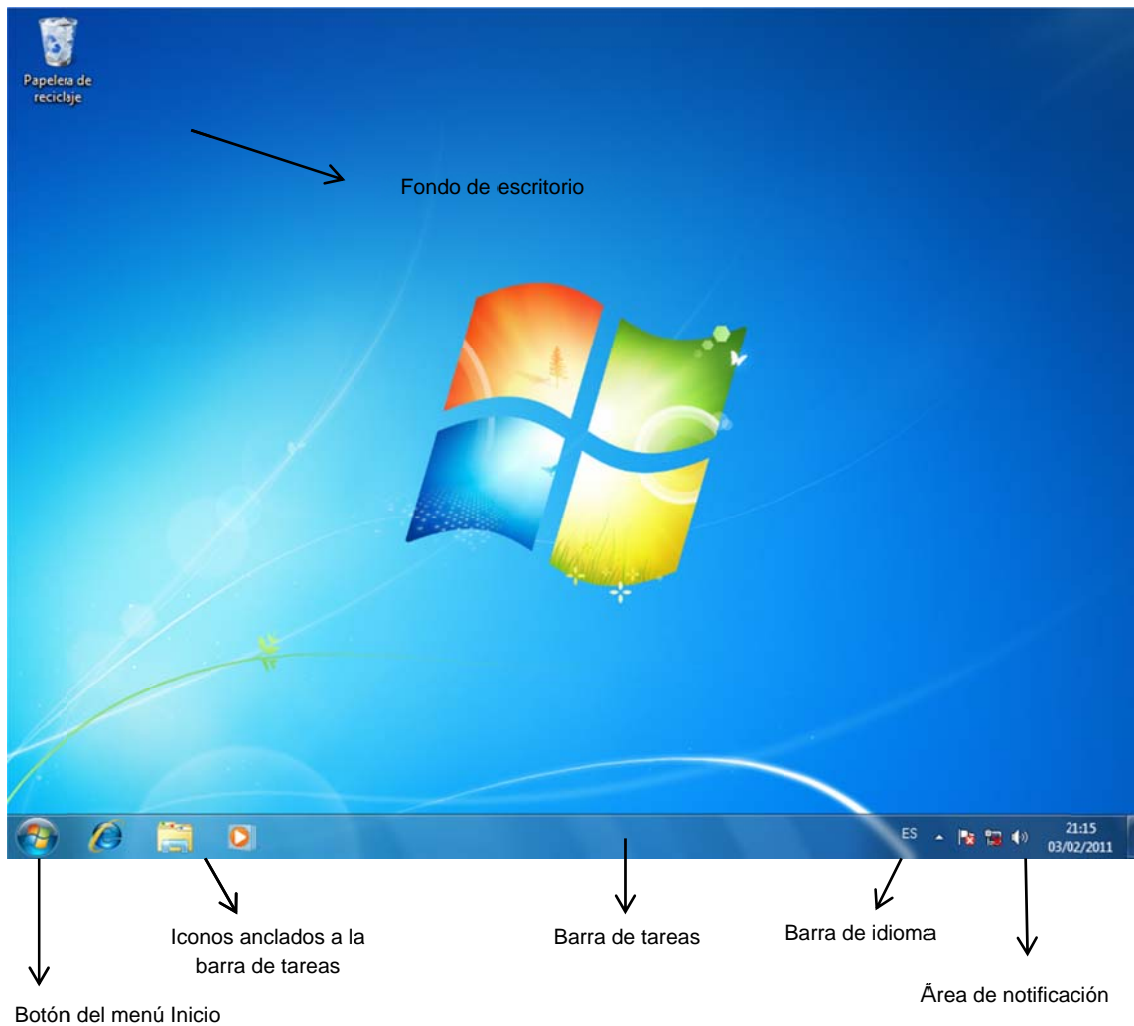 Papelera de
reciclaje
Fondo de escritorio
ES
21:15
03/02/2011
Iconos anclados a la
barra de tareas
Barra de tareas
Barra de idioma
Área de notificación
Botón del menú Inicio